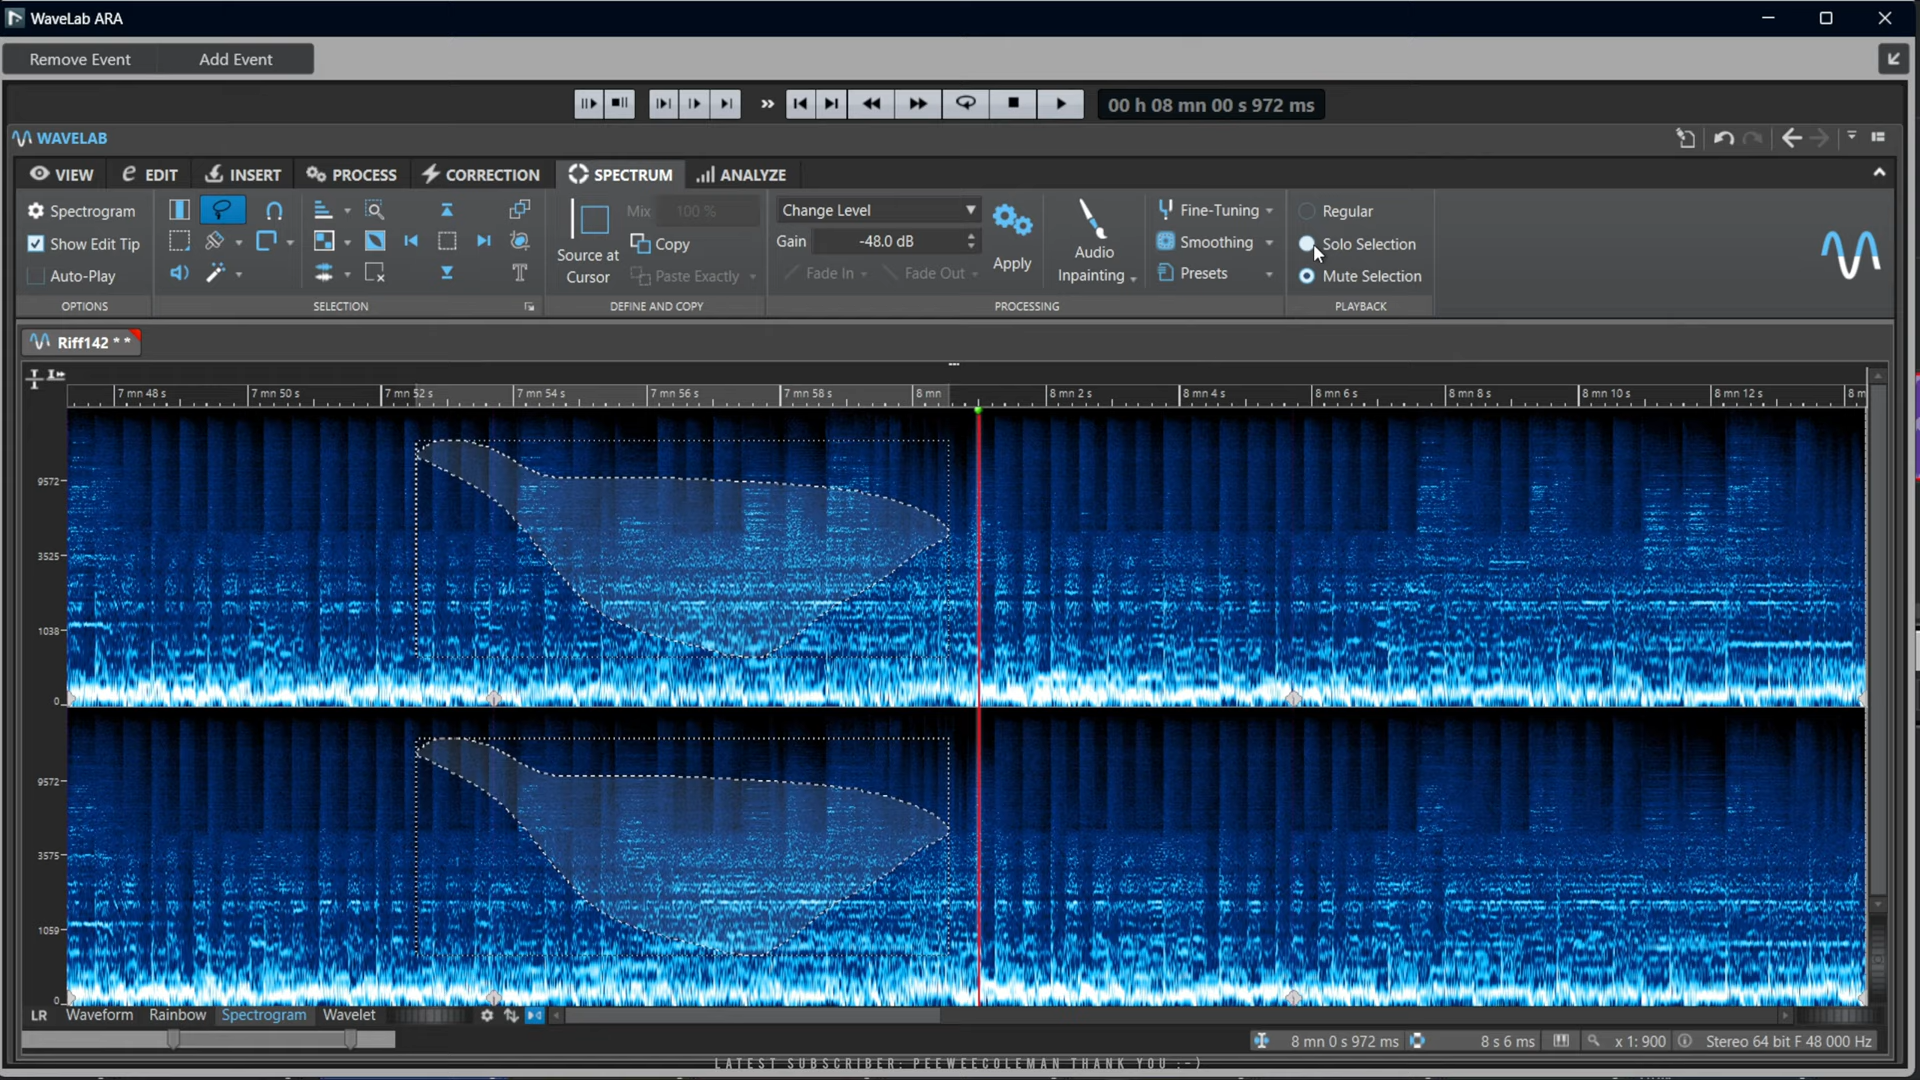 WaveLab ARA
Remove Event Add Event
00 h 08 mn 00 s 972 ms
WAVELAB
VIEW EDIT INSERT PROCESS CORRECTION SPECTRUM ANALYZE
Spectrogram
Show Edit Tip
Auto-Play
OPTIONS
SELECTION
Source at
Cursor
Mix 100 %
Copy
Paste Exactly
DEFINE AND COPY
Change Level
Gain -48.0 dB
Fade In Fade Out
Apply
Audio
Inpainting
Fine-Tuning
Smoothing
Presets
PROCESSING
Regular
Solo Selection
Mute Selection
PLAYBACK
Riff142 * *
7 mn 48 s 7 mn 50 s 7 mn 52 s 7 mn 54 s 7 mn 56 s 7 mn 58 s 8 mn 8 mn 2 s 8 mn 4 s 8 mn 6 s 8 mn 8 s 8 mn 10 s 8 mn 12 s 8 m
9572
3525
1038
0
9572
3575
1059
0
LR Waveform Rainbow Spectrogram Wavelet
8 mn 0 s 972 ms 8 s 6 ms x 1: 900 Stereo 64 bit F 48 000 Hz
LATEST SUBSCRIBER: PEEWEECOLEMAN THANK YOU :-)